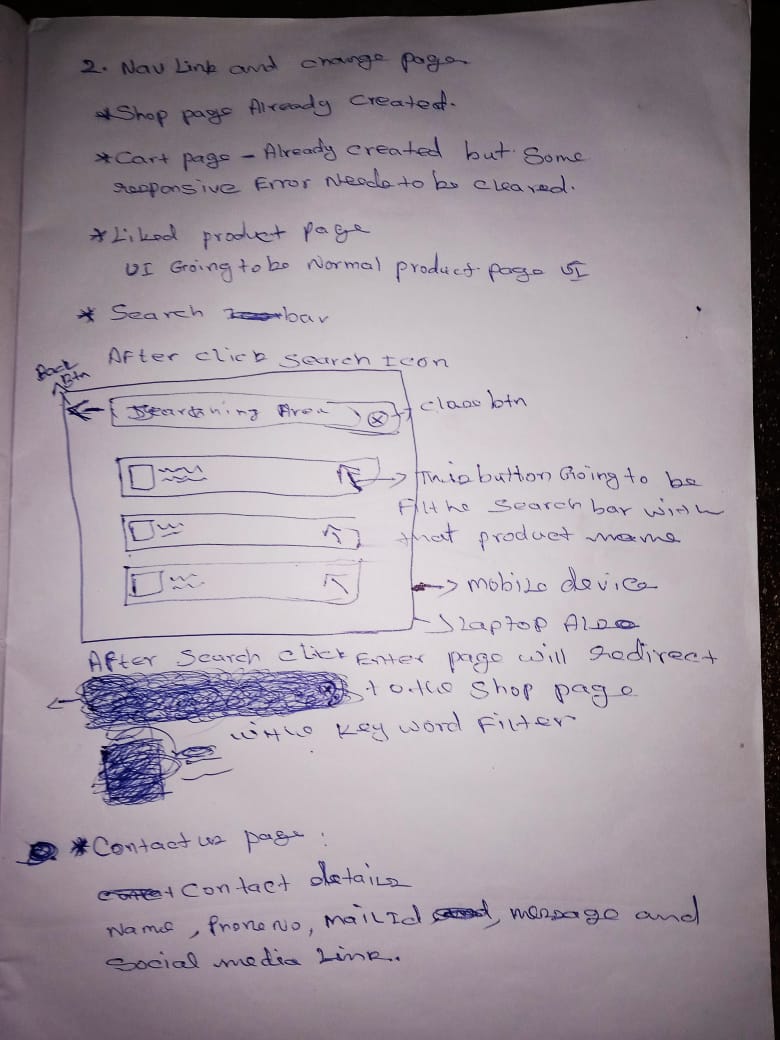 2. Nav Link and change page
* Shop page Already Created.
* Cart page - Already created but Some
responsive Error Needs to be cleared.
* Liked product page
UI Going to be Normal product page UI
* Search bar
After click search Icon
Back
Btn
Searching Area
close btn
This button Going to be
Fill the Search bar with
that product name
mobile device
Laptop Also
After Search click Enter page will redirect
to the Shop page
with key word Filter
* Contact us page :
Contact details
Name, Phone No, Mail Id, message and
Social media Link..